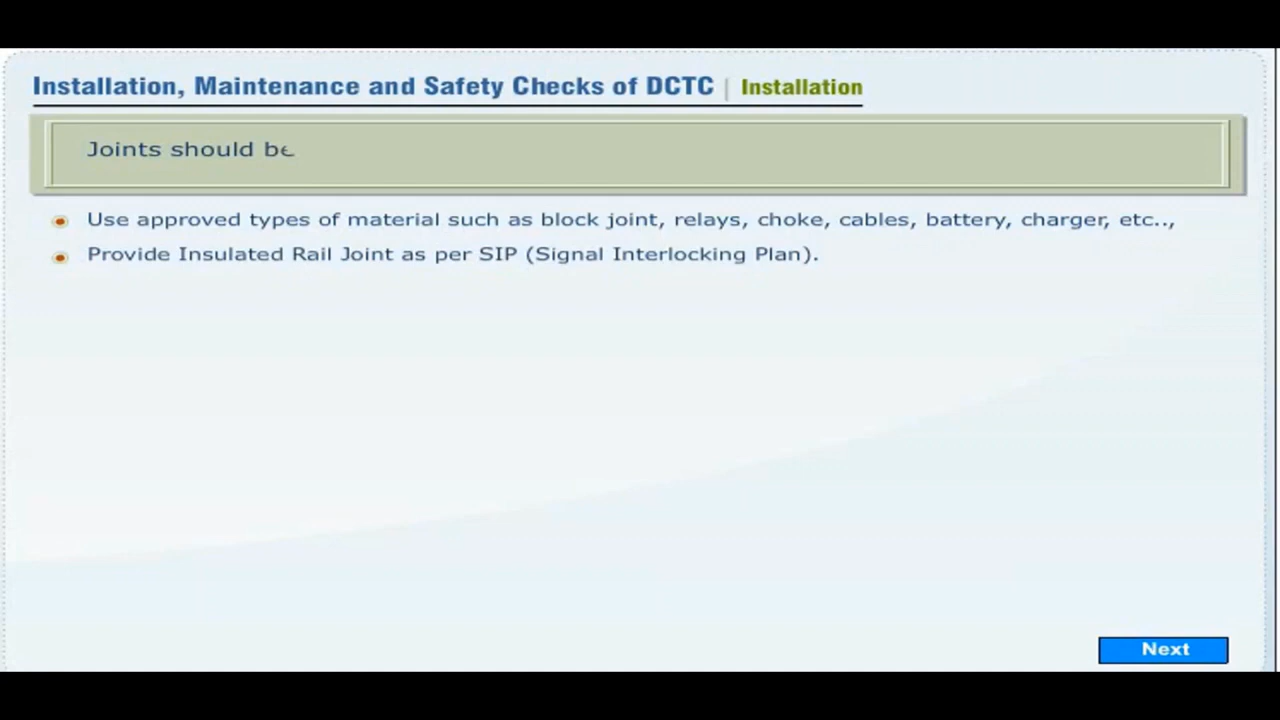 Installation, Maintenance and Safety Checks of DCTC | Installation
Joints should be
Use approved types of material such as block joint, relays, choke, cables, battery, charger, etc..,
Provide Insulated Rail Joint as per SIP (Signal Interlocking Plan).
Next